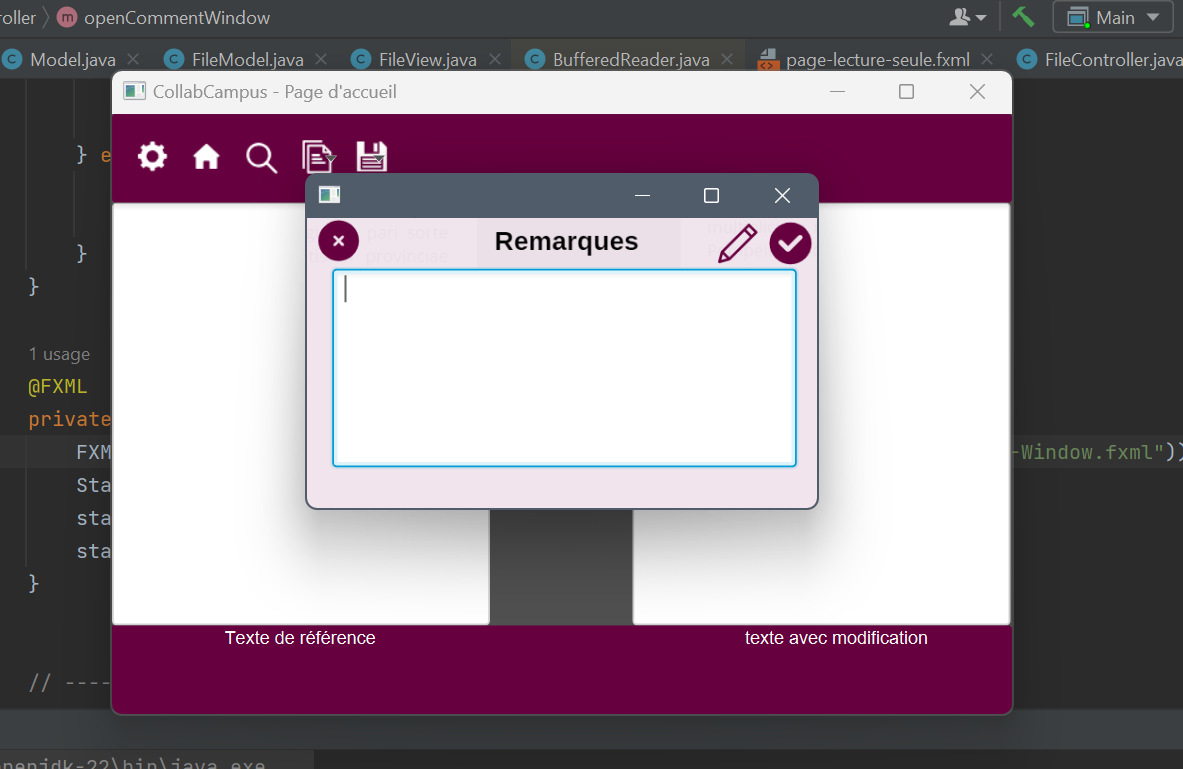 oller openCommentWindow Main
Model.java FileModel.java FileView.java BufferedReader.java page-lecture-seule.fxml FileController.java
CollabCampus - Page d'accueil
} e
}
}
Remarques
1 usage
@FXML
private
FXM -Window.fxml"))
Sta
sta
sta
}
Texte de référence texte avec modification
// ----
openjdk-22\bin\java.exe